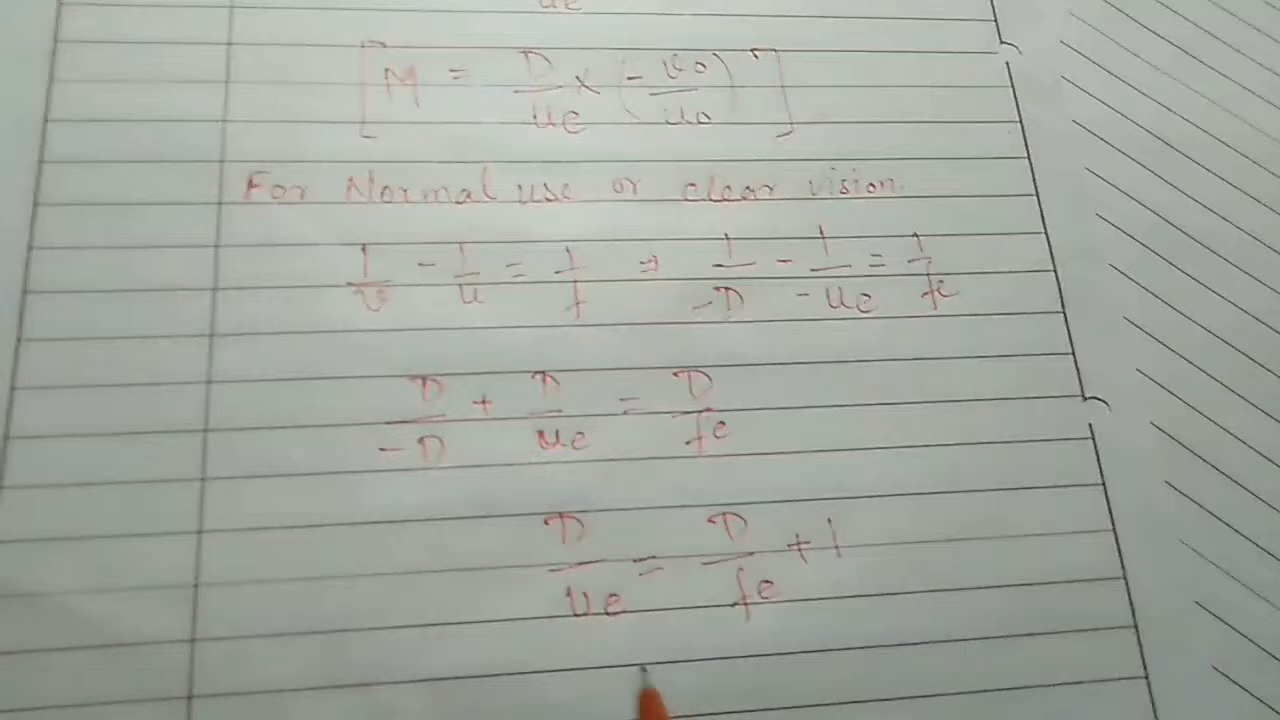 ue
[M = D/ue × (-vo/uo)]
For Normal use or clear vision.
1/v - 1/u = 1/f ⇒ 1/-D - 1/-ue = 1/fe
D/-D + D/ue = D/fe
D/ue = D/fe + 1